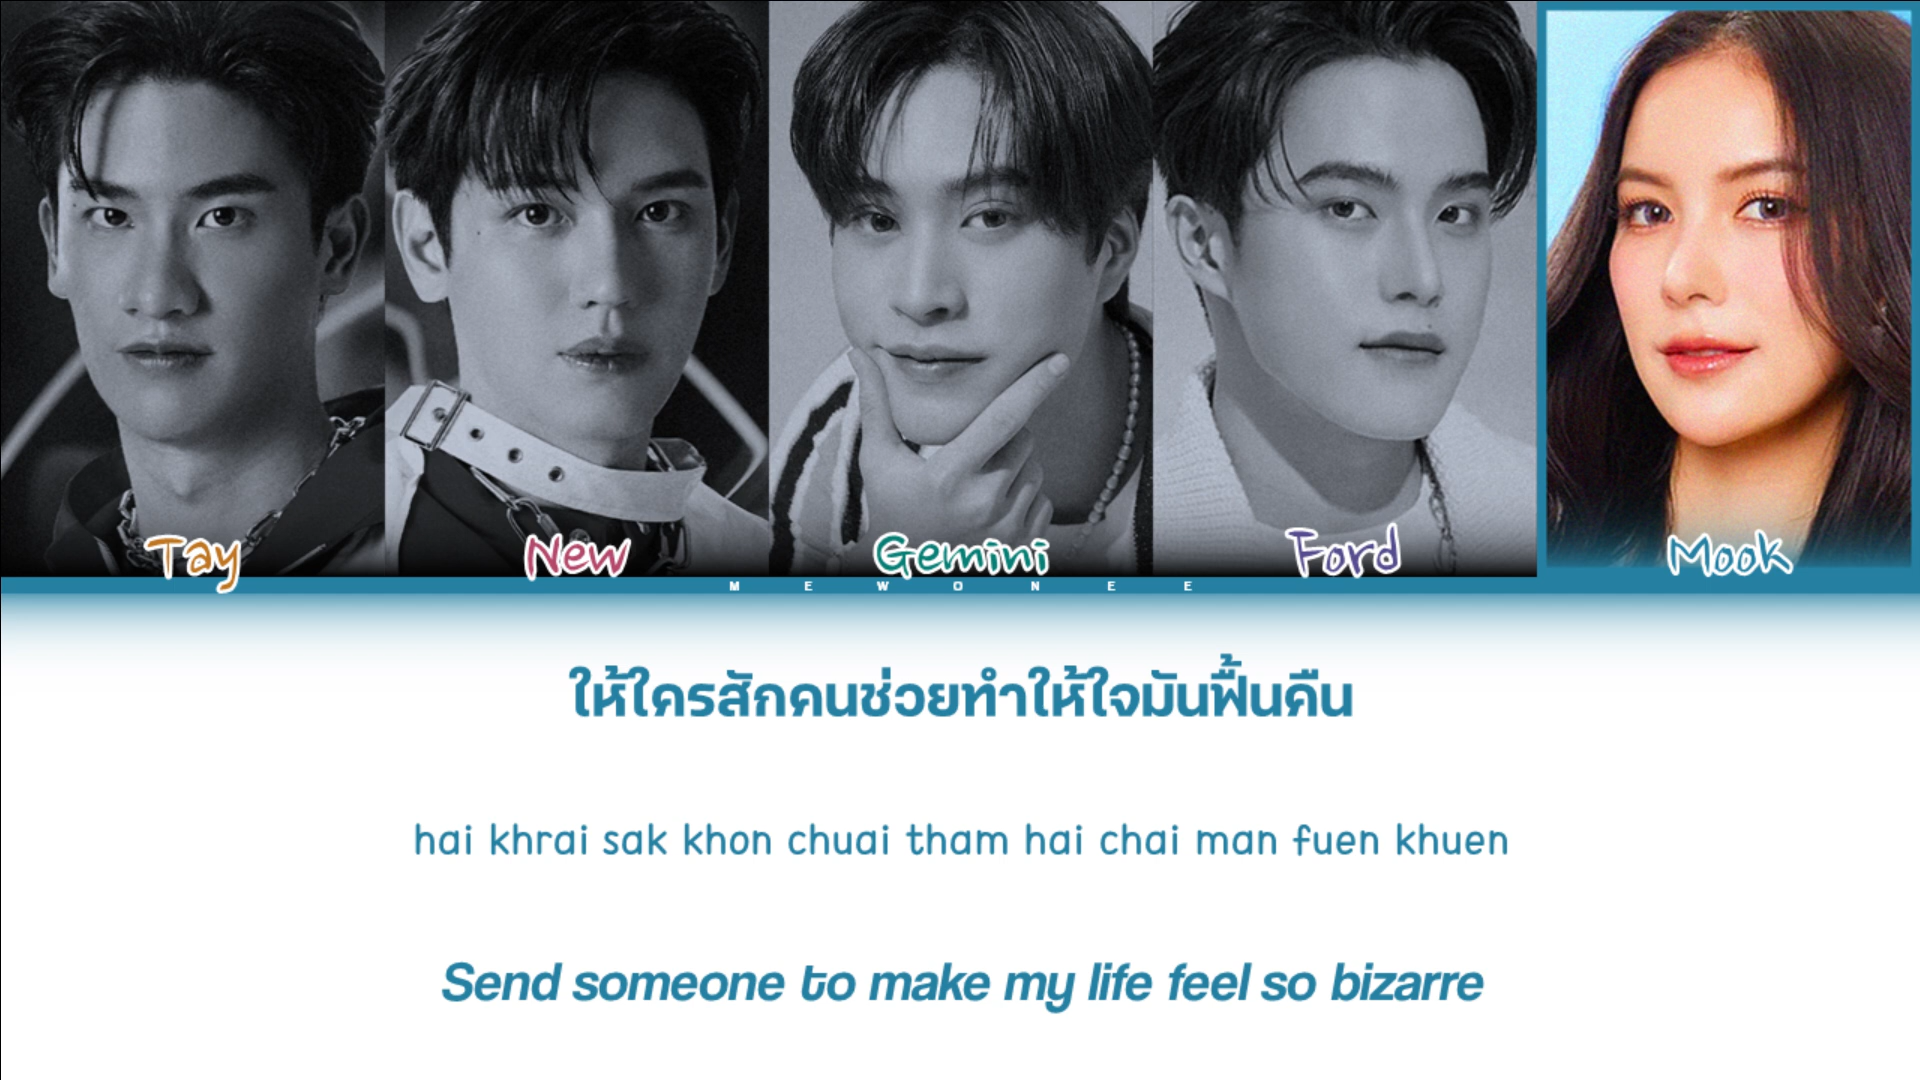 Tay
New
Gemini
Ford
Mook
MEWONEE
ให้ใครสักคนช่วยทำให้ใจมันฟื้นคืน
hai khrai sak khon chuai tham hai chai man fuen khuen
Send someone to make my life feel so bizarre